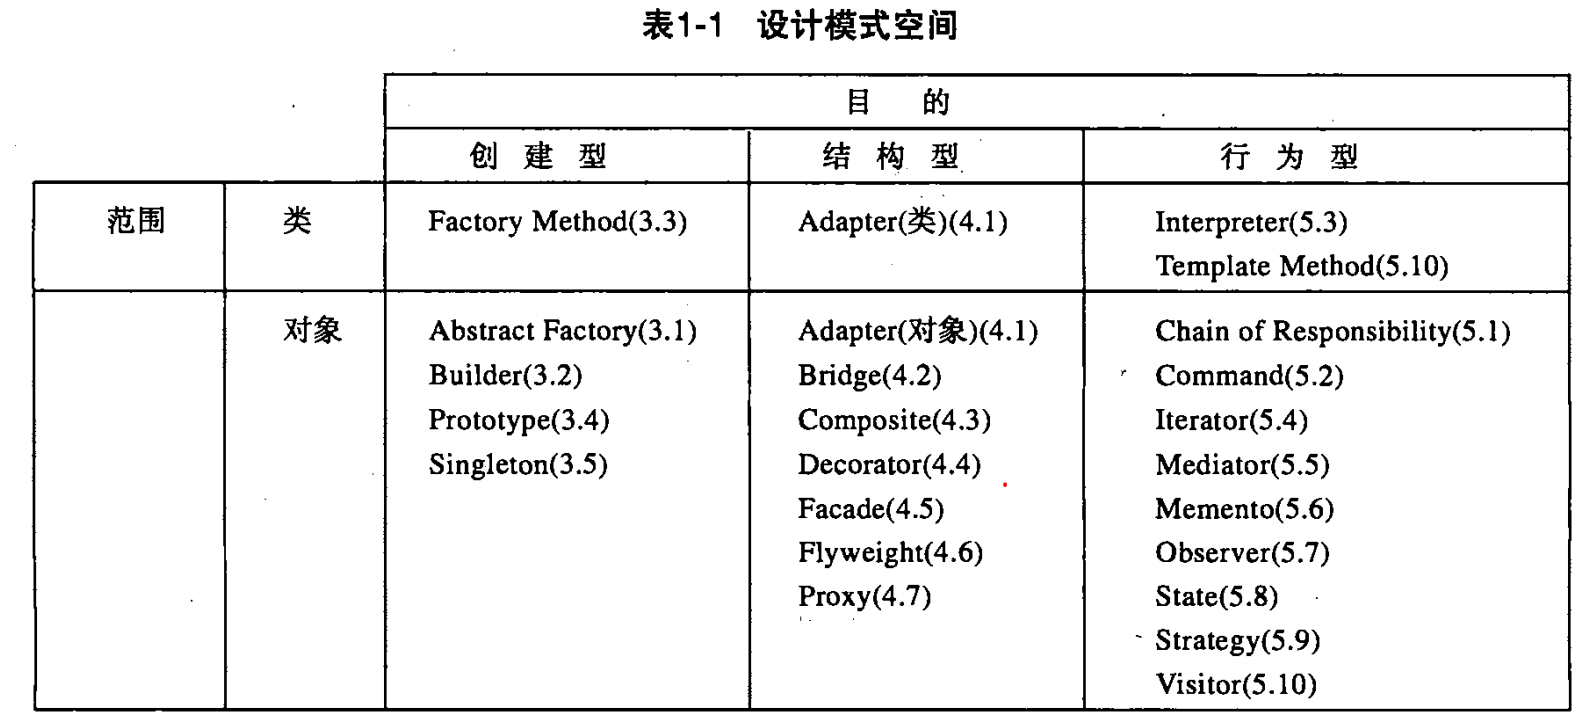 表1-1 设计模式空间
目 的
创 建 型 结 构 型 行 为 型
范围 类 Factory Method(3.3) Adapter(类)(4.1) Interpreter(5.3)
Template Method(5.10)
对象 Abstract Factory(3.1) Adapter(对象)(4.1) Chain of Responsibility(5.1)
Builder(3.2) Bridge(4.2) Command(5.2)
Prototype(3.4) Composite(4.3) Iterator(5.4)
Singleton(3.5) Decorator(4.4) Mediator(5.5)
Facade(4.5) Memento(5.6)
Flyweight(4.6) Observer(5.7)
Proxy(4.7) State(5.8)
Strategy(5.9)
Visitor(5.10)